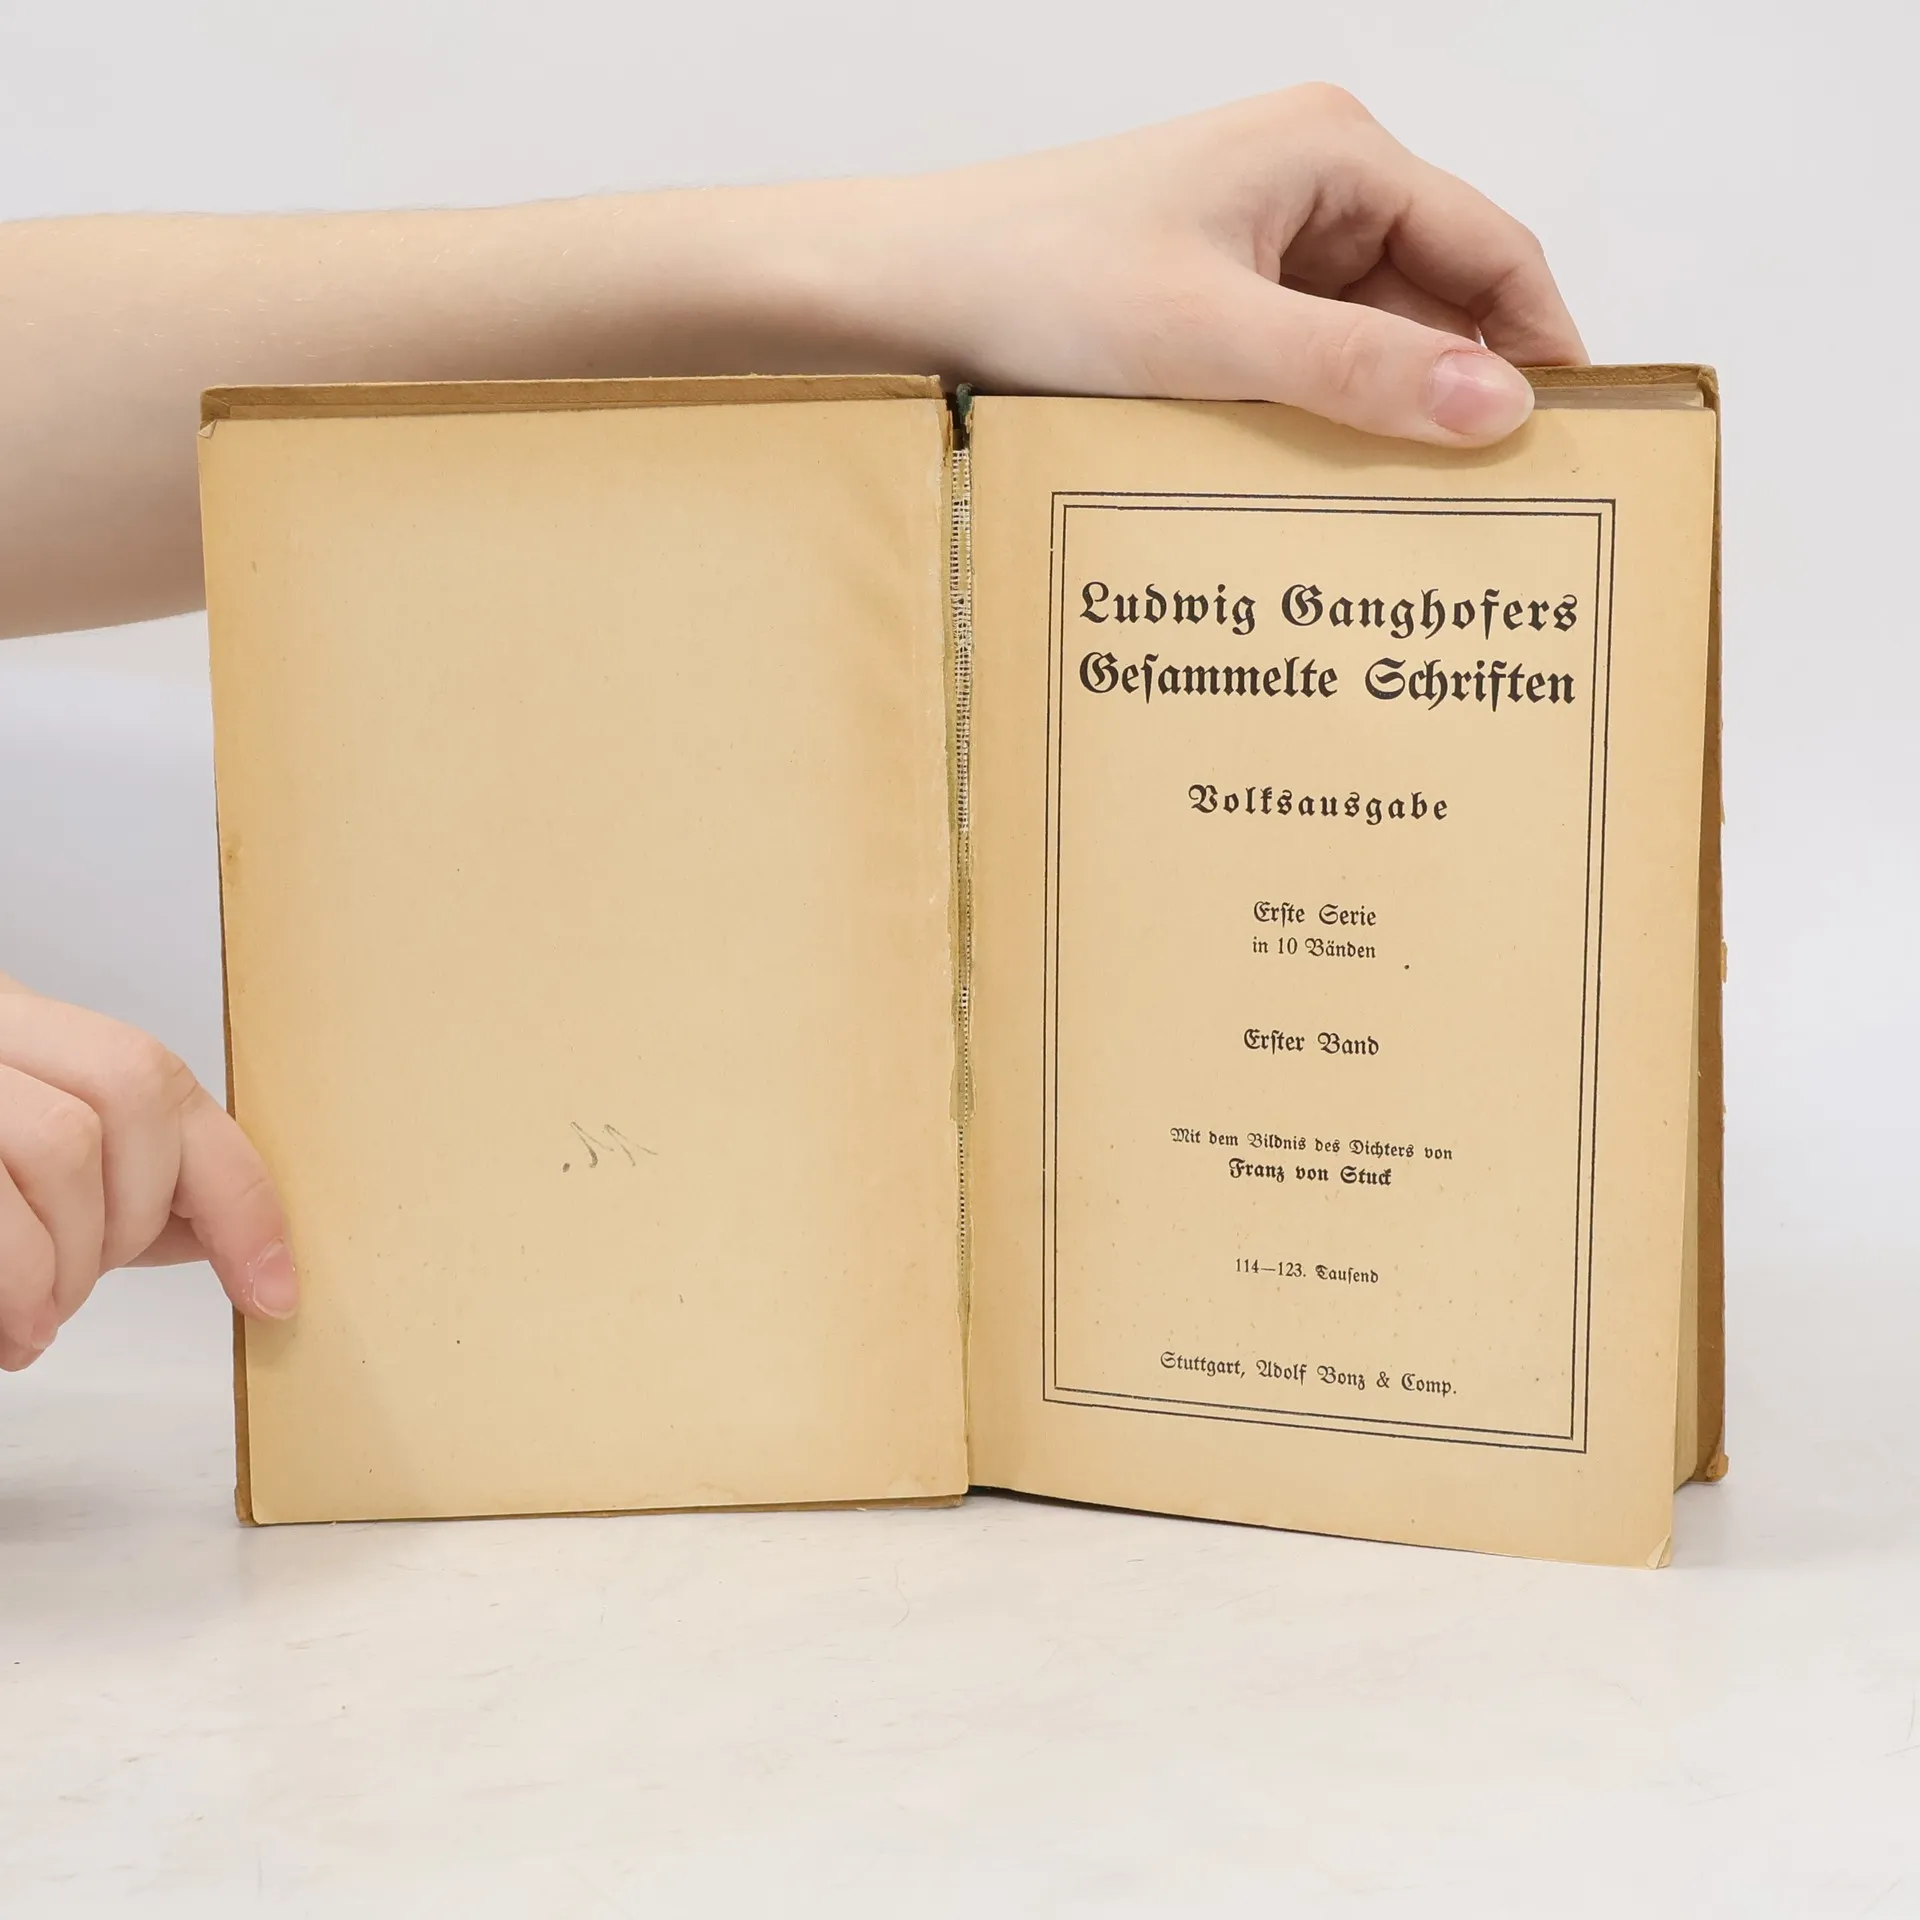 Ludwig Ganghofers
Geſammelte Schriften
Volksausgabe
Erſte Serie
in 10 Bänden
Erſter Band
Mit dem Bildnis des Dichters von
Franz von Stuck
114—123. Tauſend
Stuttgart, Adolf Bonz & Comp.